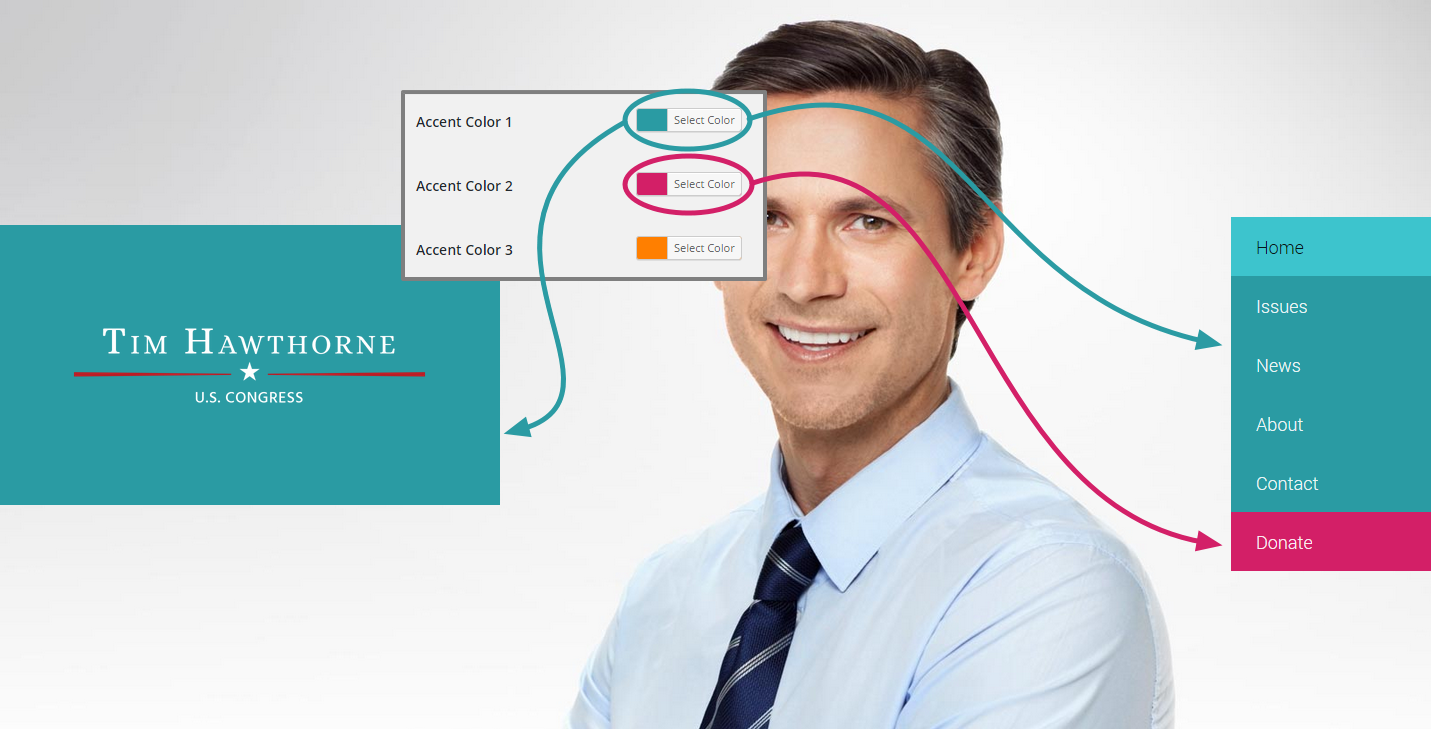 Accent Color 1 Select Color
Accent Color 2 Select Color
Accent Color 3 Select Color
Tim Hawthorne
U.S. CONGRESS
Home
Issues
News
About
Contact
Donate